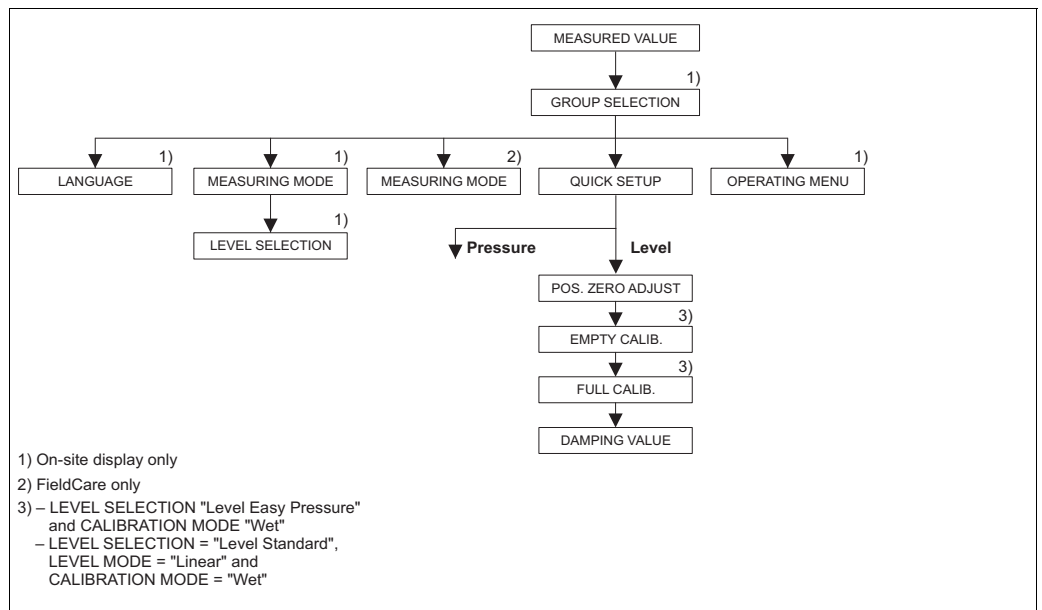 MEASURED VALUE
1)
GROUP SELECTION
1)
1)
2)
1)
LANGUAGE
MEASURING MODE
MEASURING MODE
QUICK SETUP
OPERATING MENU
1)
LEVEL SELECTION
Pressure
Level
POS. ZERO ADJUST
3)
EMPTY CALIB.
3)
FULL CALIB.
DAMPING VALUE
1) On-site display only
2) FieldCare only
3) – LEVEL SELECTION "Level Easy Pressure"
and CALIBRATION MODE "Wet"
– LEVEL SELECTION = "Level Standard",
LEVEL MODE = "Linear" and
CALIBRATION MODE = "Wet"